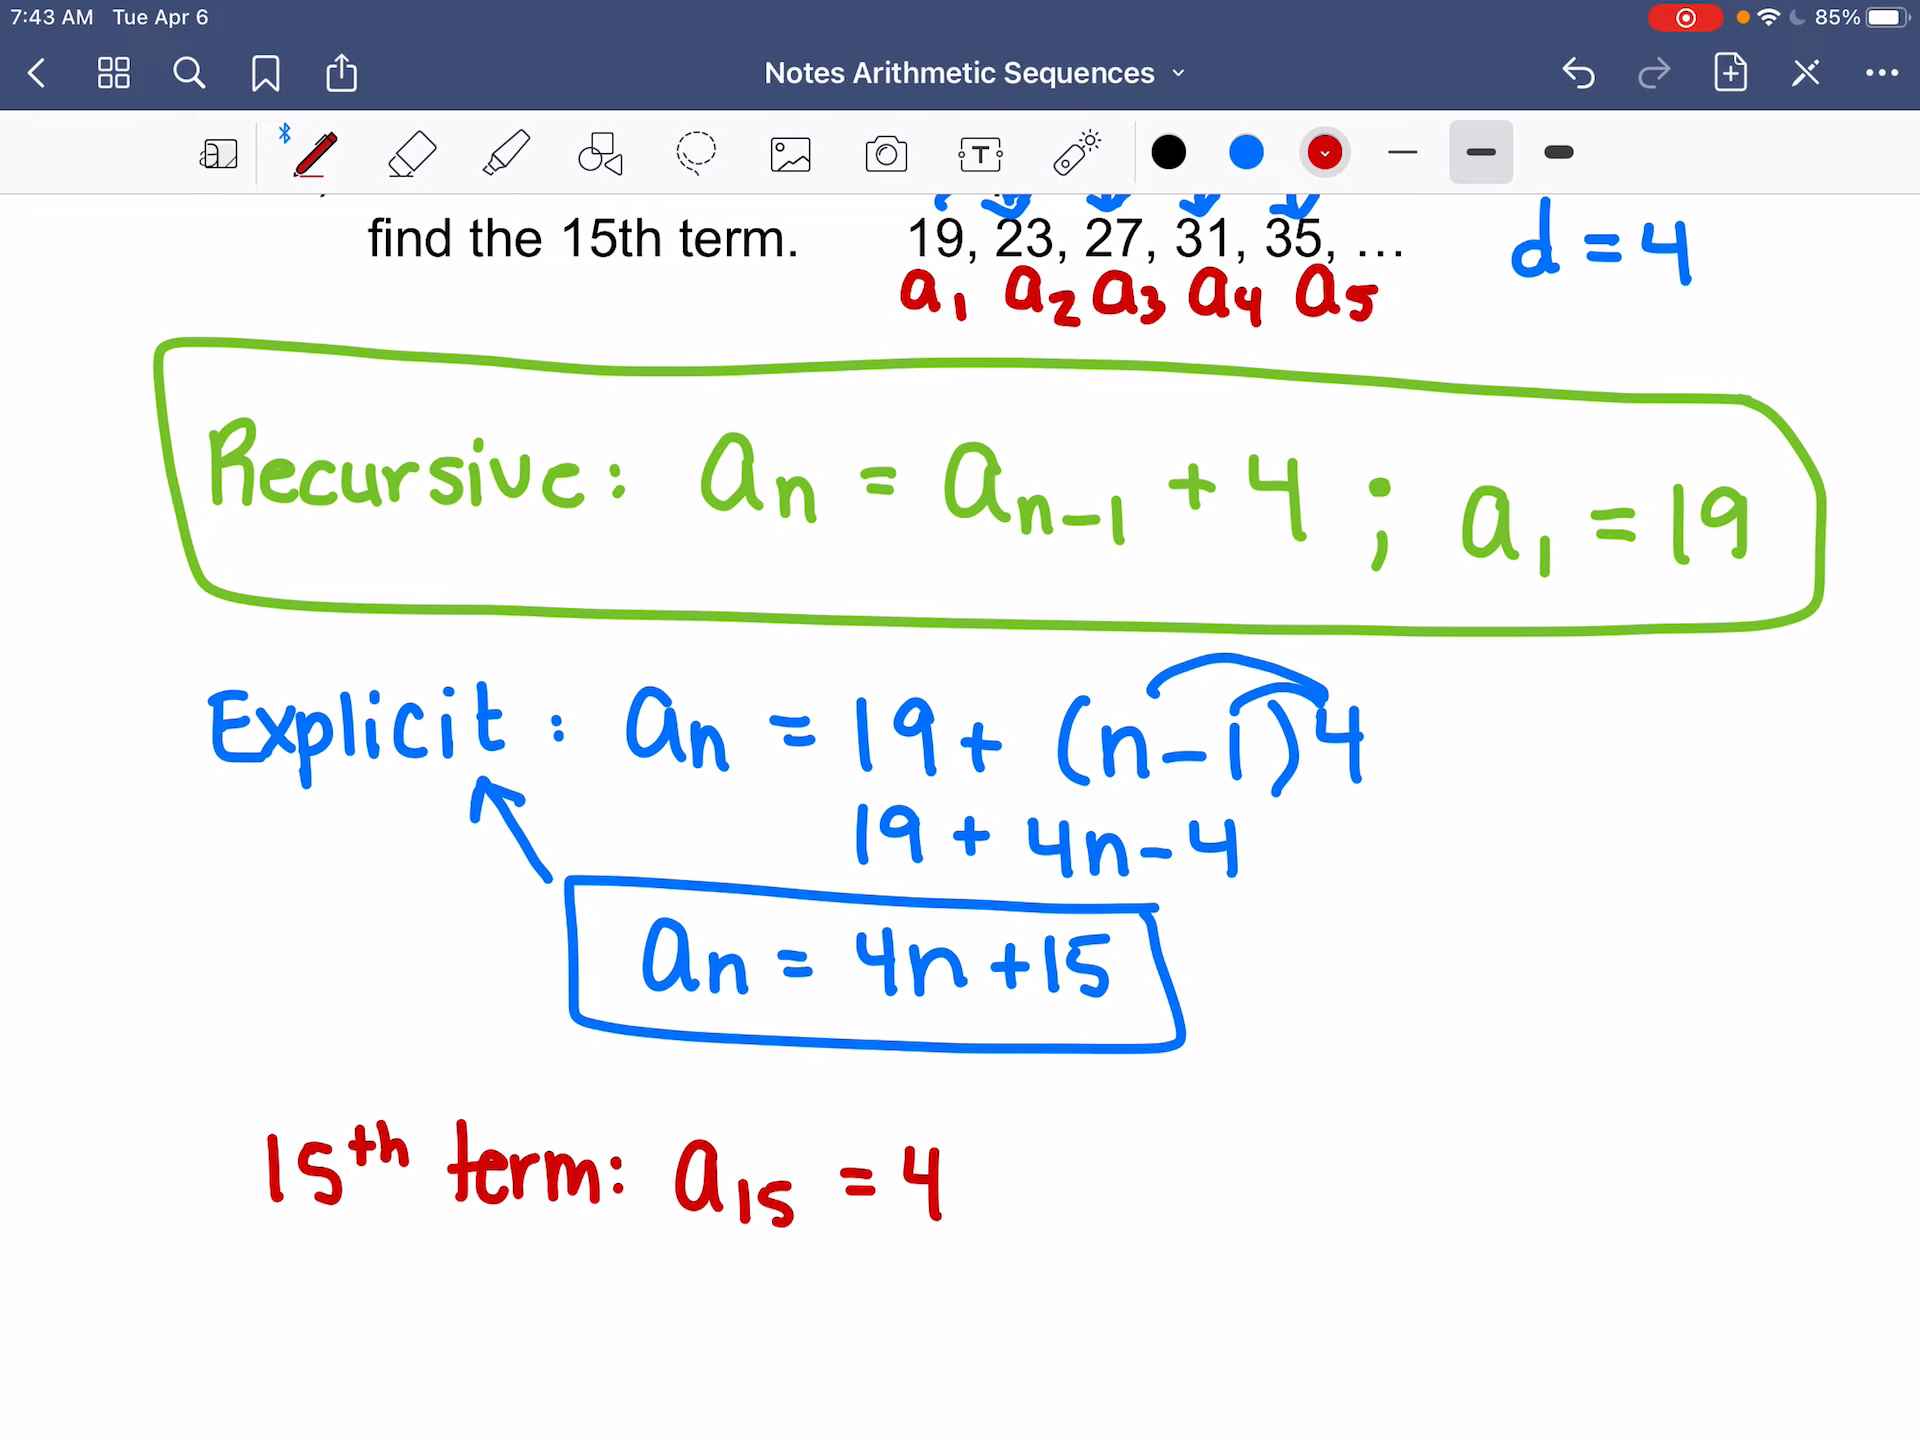 7:43 AM Tue Apr 6 85%
Notes Arithmetic Sequences
T
find the 15th term. 19, 23, 27, 31, 35, ... d = 4
a₁ a₂ a₃ a₄ a₅
Recursive: aₙ = aₙ₋₁ + 4 ; a₁ = 19
Explicit : aₙ = 19 + (n-1)4
19 + 4n - 4
aₙ = 4n + 15
15ᵗʰ term: a₁₅ = 4